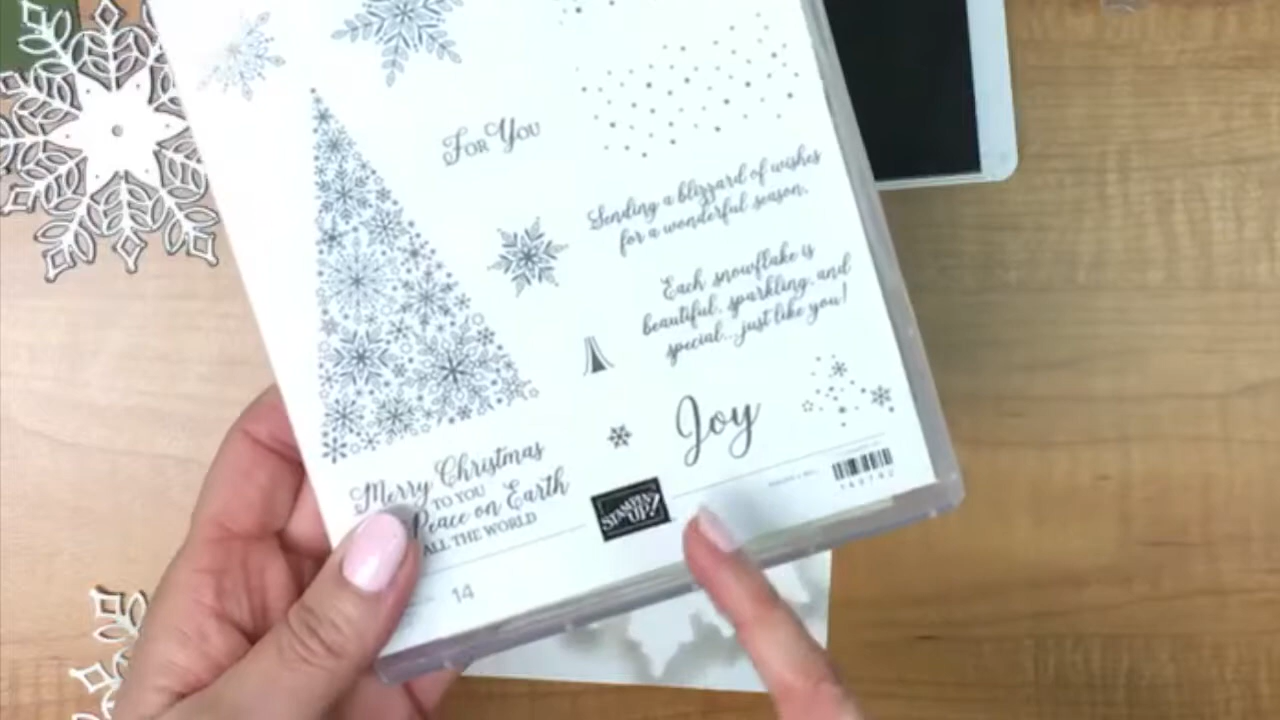 For You
Sending a blizzard of wishes
for a wonderful season.
Each snowflake is
beautiful, sparkling, and
special...just like you!
Joy
Merry Christmas
TO YOU
Peace on Earth
ALL THE WORLD
STAMPIN' UP!
14